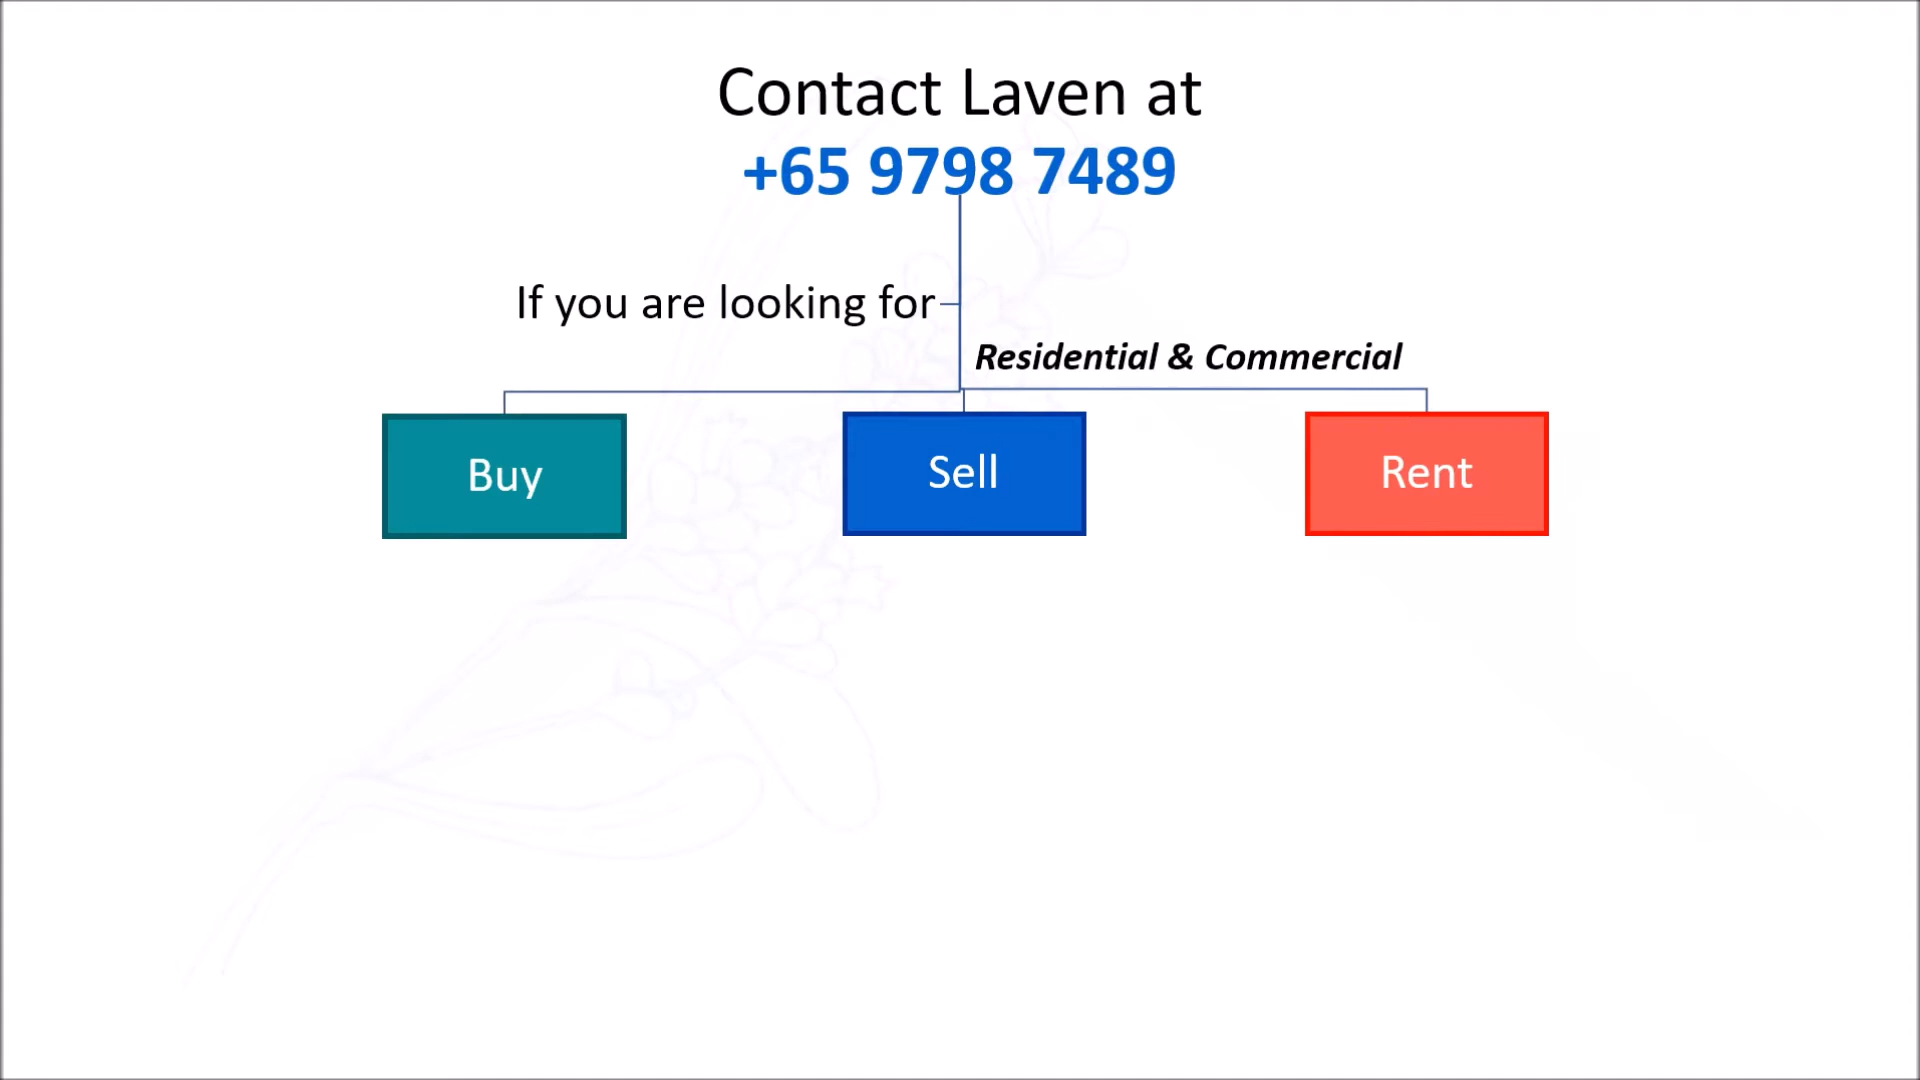 Contact Laven at
+65 9798 7489
If you are looking for
Residential & Commercial
Buy
Sell
Rent